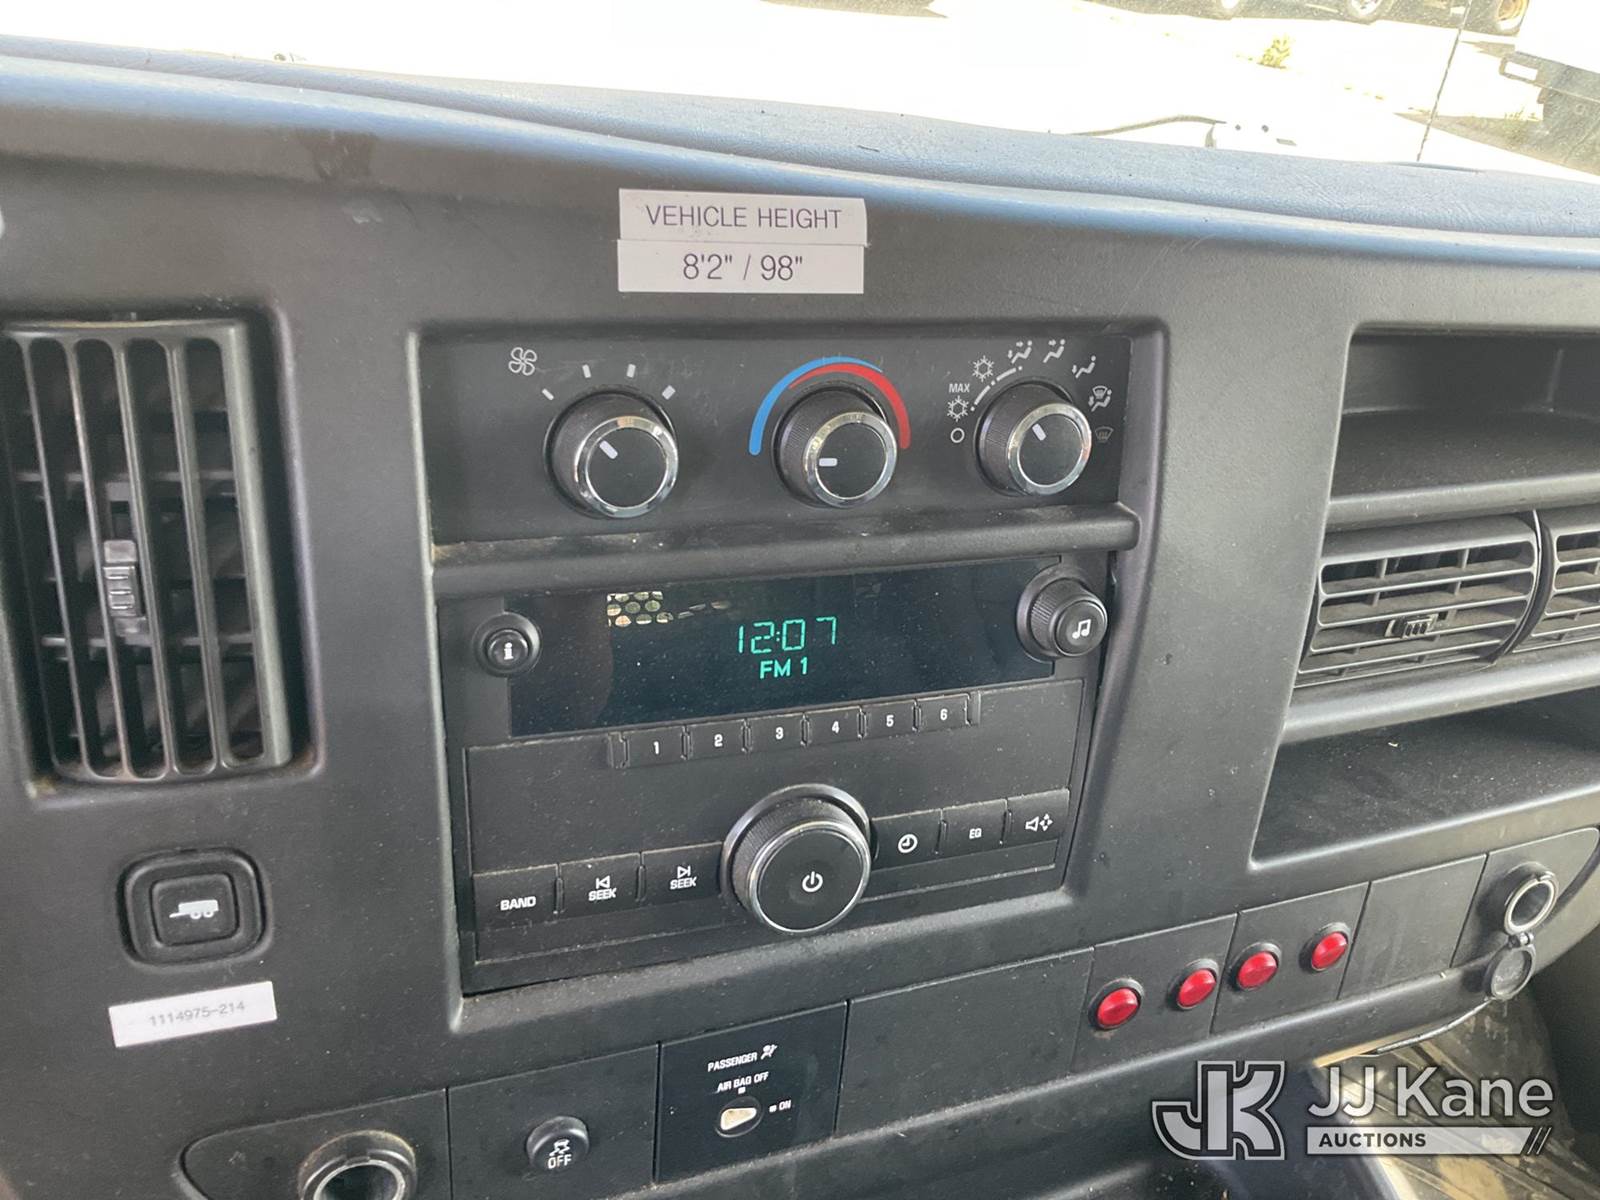 VEHICLE HEIGHT
8'2" / 98"
MAX
12:07
FM 1
i
1 2 3 4 5 6
BAND
SEEK
SEEK
EQ
1114975-214
PASSENGER
AIR BAG OFF
ON
OFF
JK JJ Kane
AUCTIONS